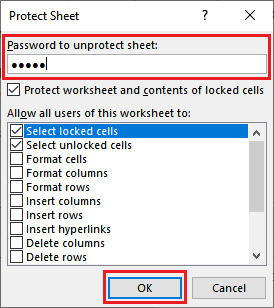 Protect Sheet
Password to unprotect sheet:
●●●●●
Protect worksheet and contents of locked cells
Allow all users of this worksheet to:
Select locked cells
Select unlocked cells
Format cells
Format columns
Format rows
Insert columns
Insert rows
Insert hyperlinks
Delete columns
Delete rows
OK Cancel